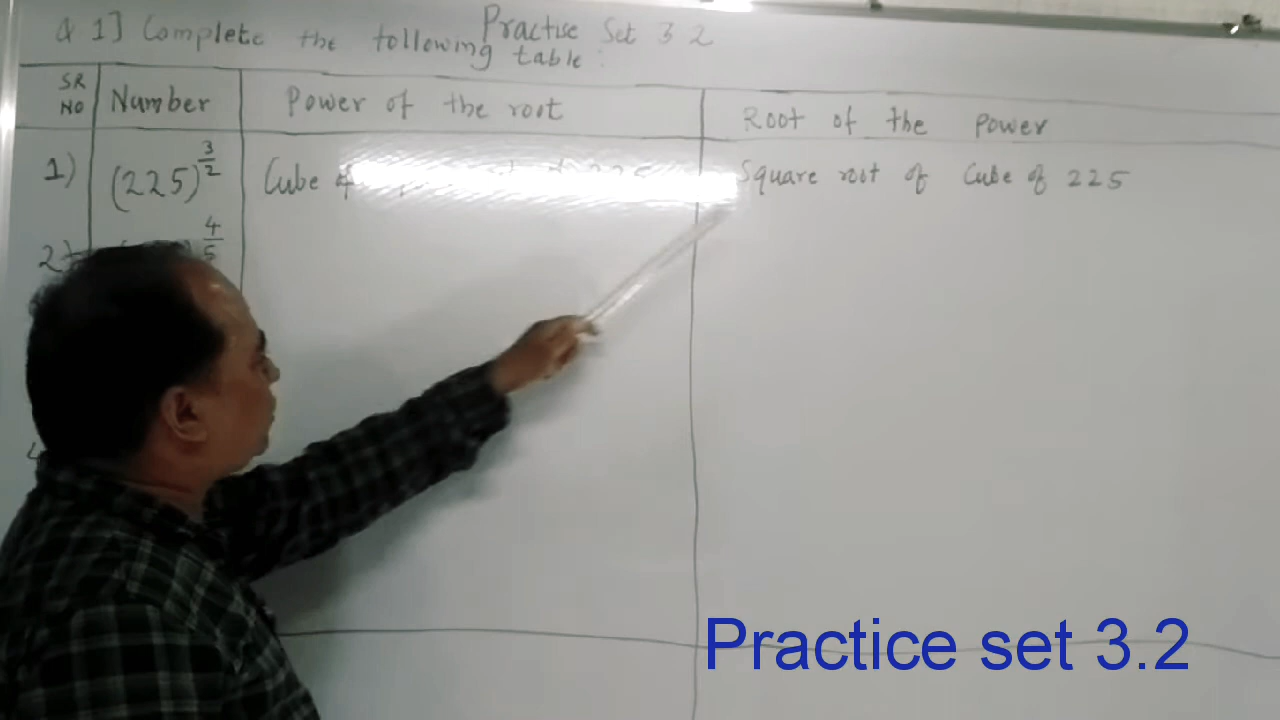 Practise Set 3 2
Q 1] Complete the following table :
SR NO Number Power of the root Root of the Power
1) (225)^{3/2} Cube of Square root of Cube of 225
2) 4/5
4
Practice set 3.2